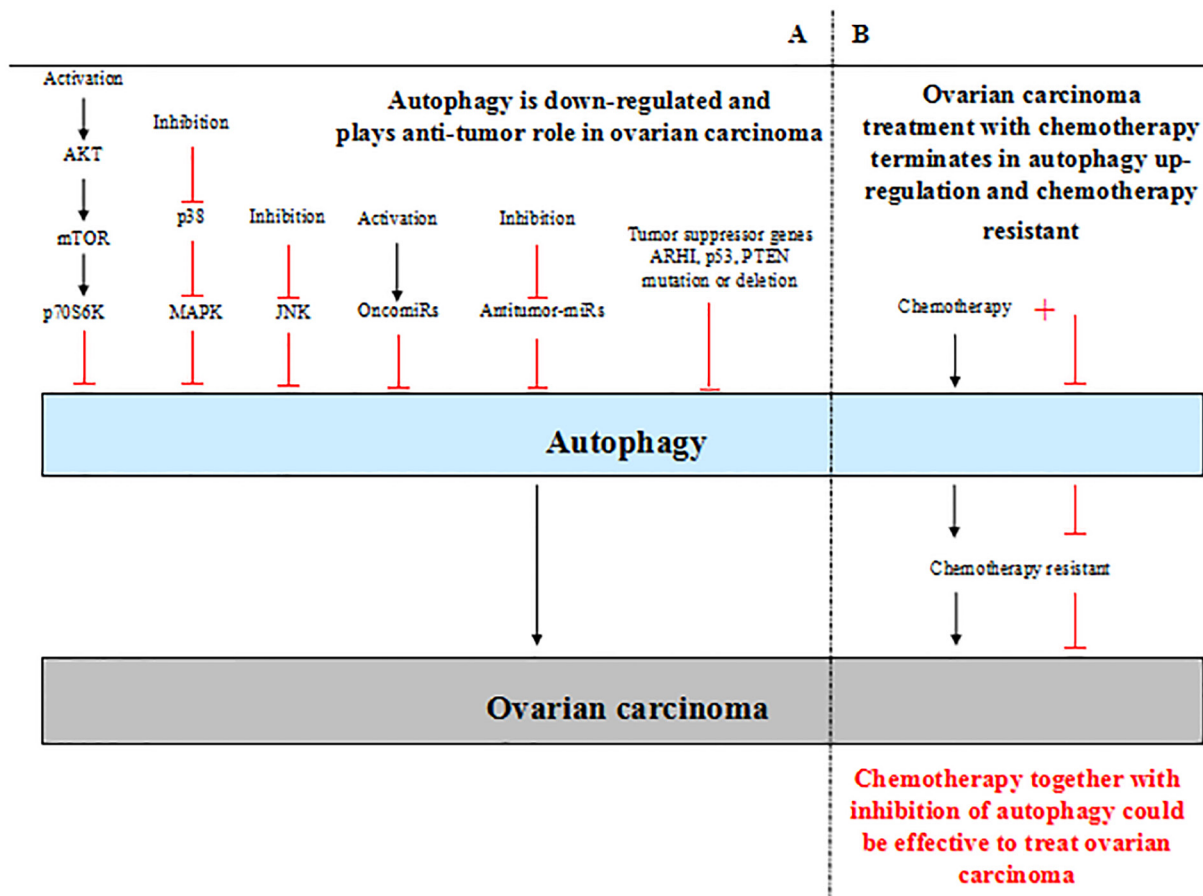 A
B
Activation
AKT
mTOR
p70S6K
Inhibition
p38
MAPK
Inhibition
JNK
Autophagy is down-regulated and
plays anti-tumor role in ovarian carcinoma
Activation
OncomiRs
Inhibition
Antitumor-miRs
Tumor suppressor genes
ARHI, p53, PTEN
mutation or deletion
Ovarian carcinoma
treatment with chemotherapy
terminates in autophagy up-
regulation and chemotherapy
resistant
Chemotherapy +
Autophagy
Chemotherapy resistant
Ovarian carcinoma
Chemotherapy together with
inhibition of autophagy could
be effective to treat ovarian
carcinoma